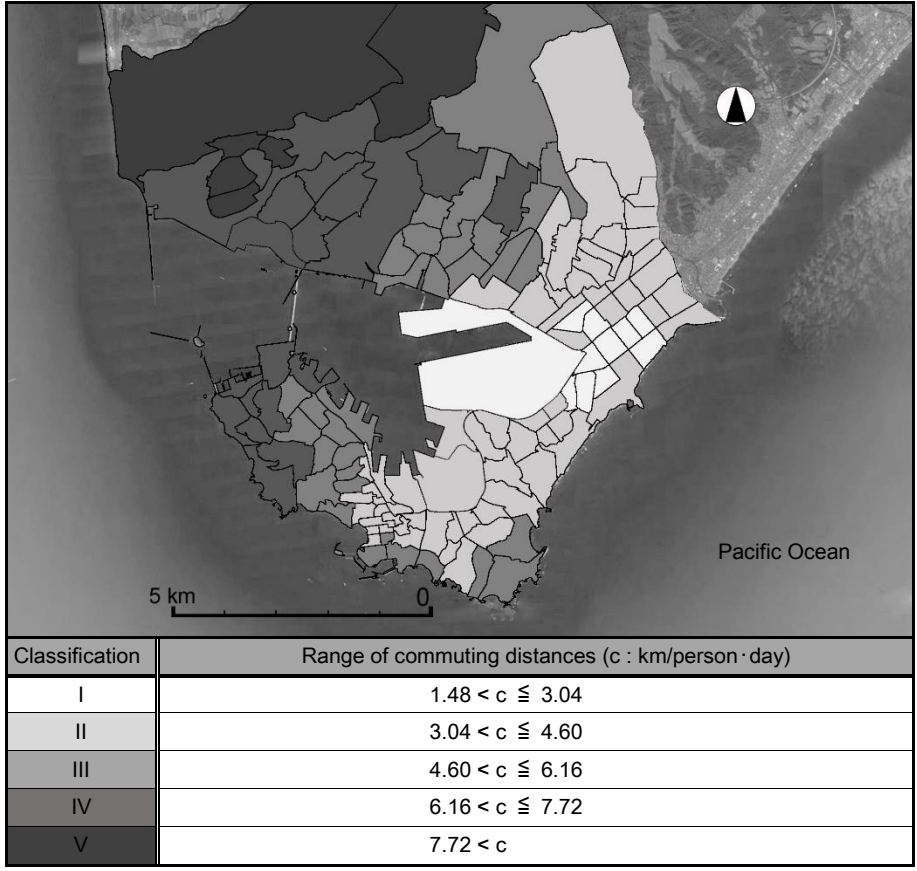 Pacific Ocean
5 km 0
Classification Range of commuting distances (c : km/person･day)
I 1.48 < c ≦ 3.04
II 3.04 < c ≦ 4.60
III 4.60 < c ≦ 6.16
IV 6.16 < c ≦ 7.72
V 7.72 < c